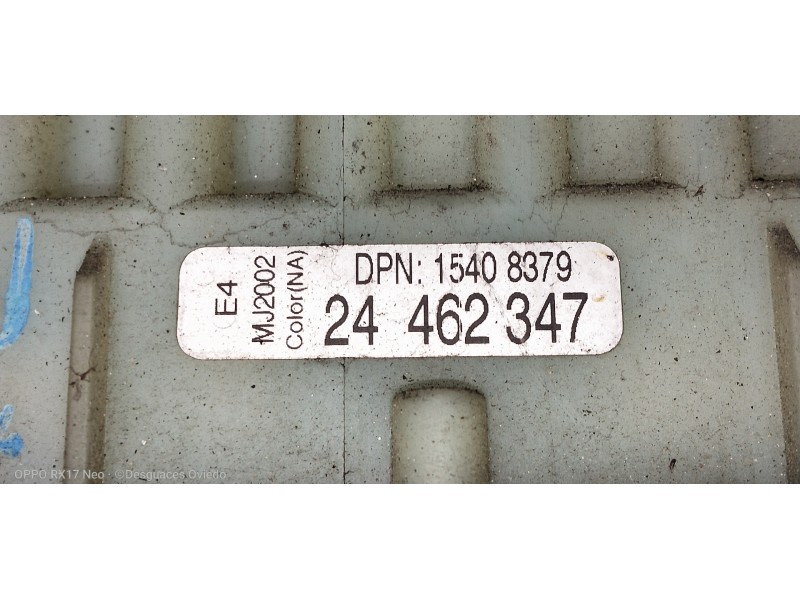 E4
MJ2002
Color(NA)
DPN: 1540 8379
24 462 347
OPPO RX17 Neo · ©Desguaces Oviedo